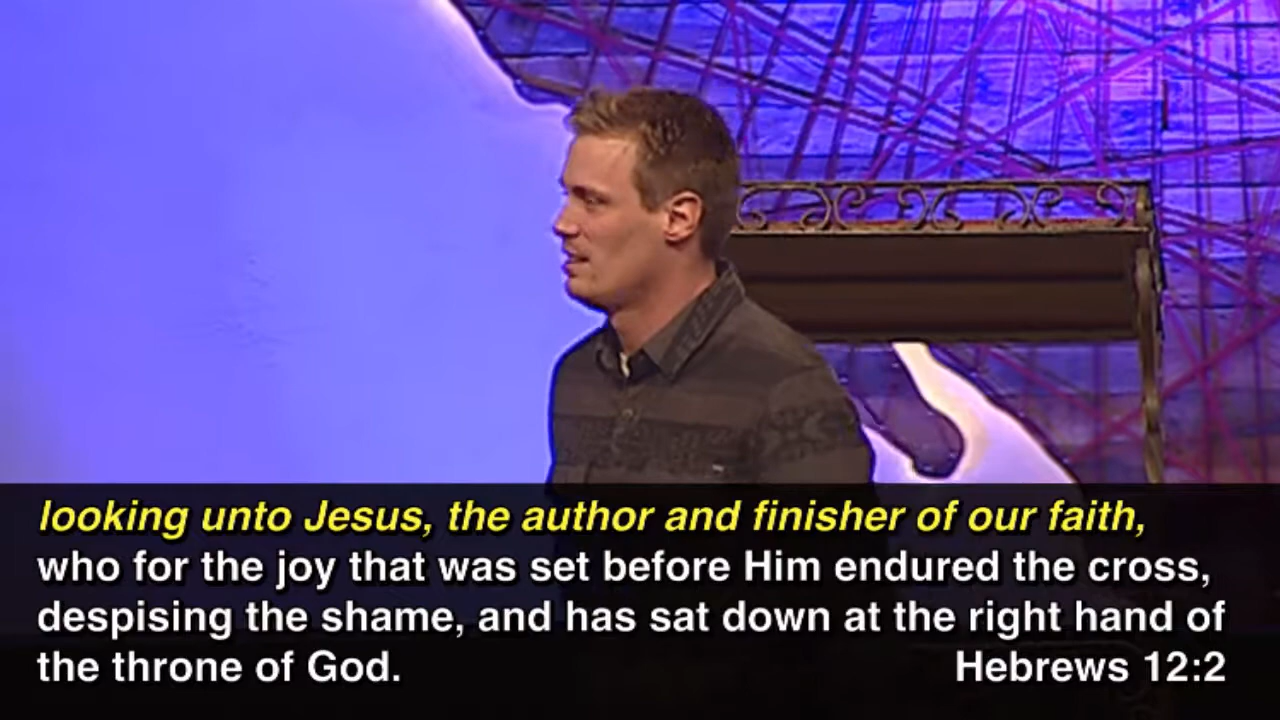 looking unto Jesus, the author and finisher of our faith,
who for the joy that was set before Him endured the cross,
despising the shame, and has sat down at the right hand of
the throne of God. Hebrews 12:2